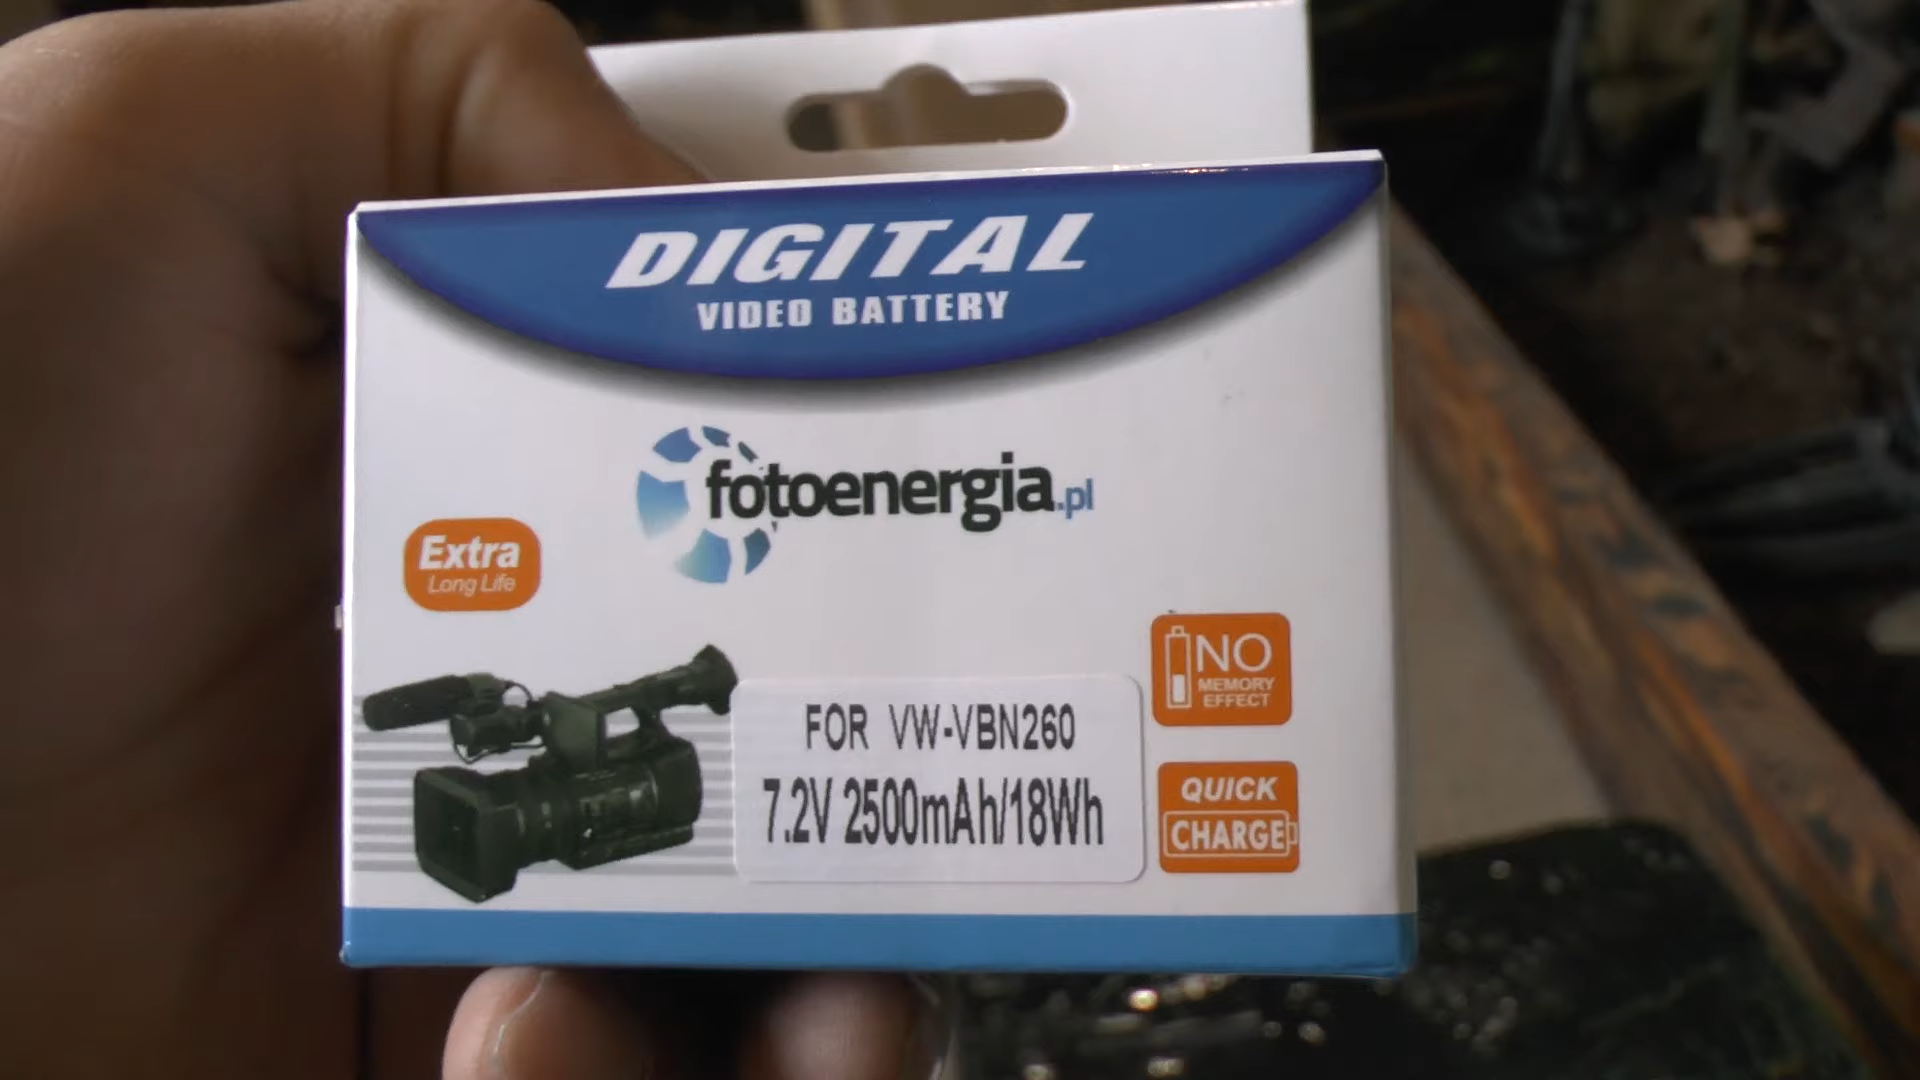 DIGITAL
VIDEO BATTERY
fotoenergia.pl
Extra
Long Life
NO
MEMORY
EFFECT
FOR VW-VBN260
7.2V 2500mAh/18Wh
QUICK
CHARGE